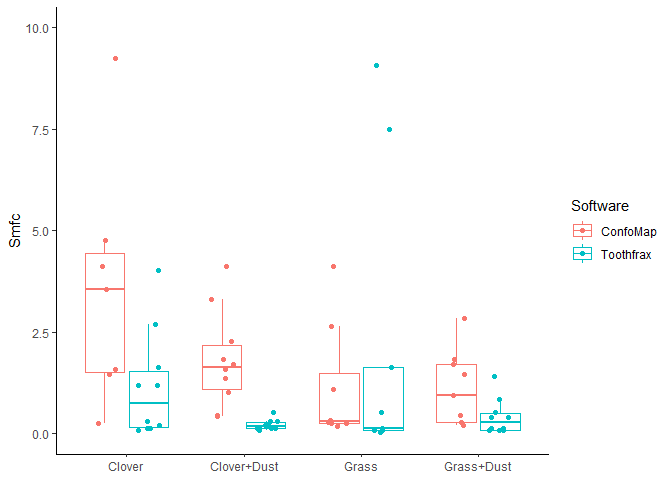 10.0
7.5
5.0
2.5
0.0
Smfc
Clover
Clover+Dust
Grass
Grass+Dust
Software
ConfoMap
Toothfrax